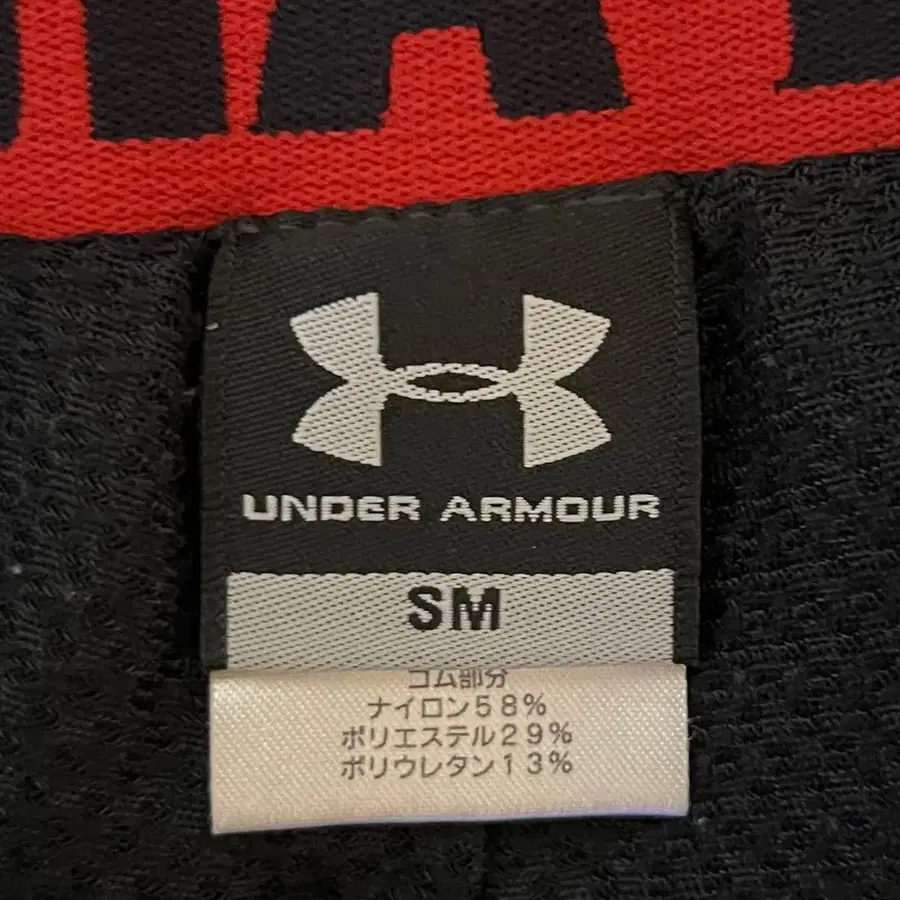 UNDER ARMOUR
SM
ゴム部分
ナイロン58%
ポリエステル29%
ポリウレタン13%